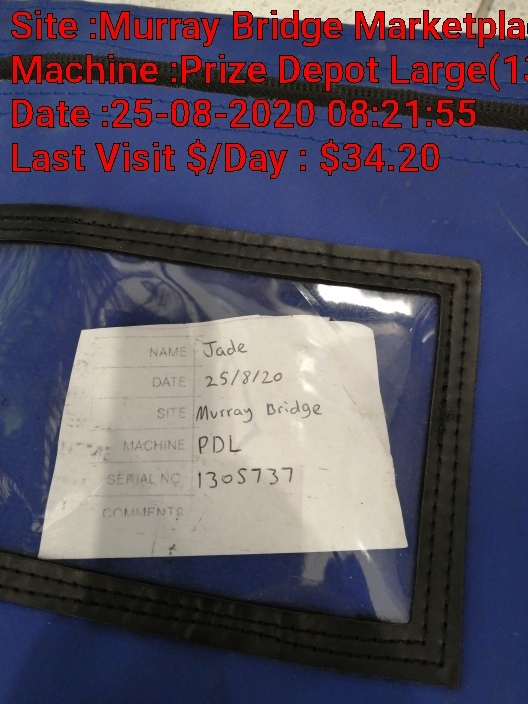 Site :Murray Bridge Marketpla
Machine :Prize Depot Large(13
Date :25-08-2020 08:21:55
Last Visit $/Day : $34.20
NAME Jade
DATE 25/8/20
SITE Murray Bridge
MACHINE PDL
SERIAL NO. 1305737
COMMENTS